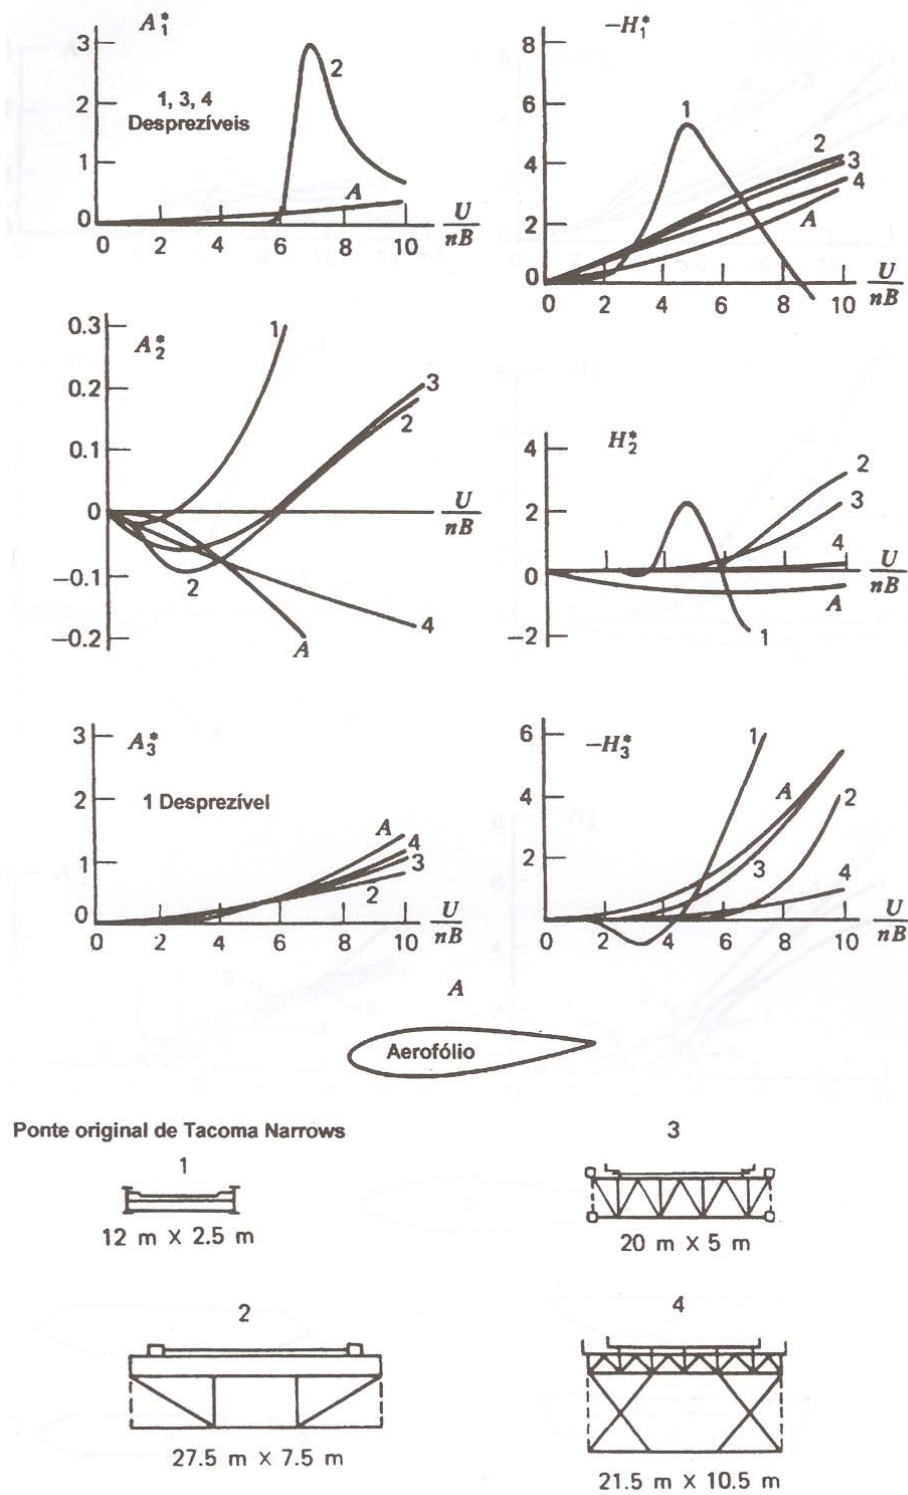 A₁*
3
2
1
0
1, 3, 4
Desprezíveis
2
A
0 2 4 6 8 10
U/nB
−H₁*
8
6
4
2
0
1
2
3
4
A
0 2 4 6 8 10
U/nB
A₂*
0.3
0.2
0.1
0
−0.1
−0.2
1
3
2
2
4
A
U/nB
H₂*
4
2
0
−2
2
3
4
A
1
U/nB
A₃*
3
2
1
0
1 Desprezível
A
4
3
2
0 2 4 6 8 10
U/nB
−H₃*
6
4
2
0
1
A
2
3
4
0 2 4 6 8 10
U/nB
A
Aerofólio
Ponte original de Tacoma Narrows
1
12 m X 2.5 m
3
20 m X 5 m
2
27.5 m X 7.5 m
4
21.5 m X 10.5 m